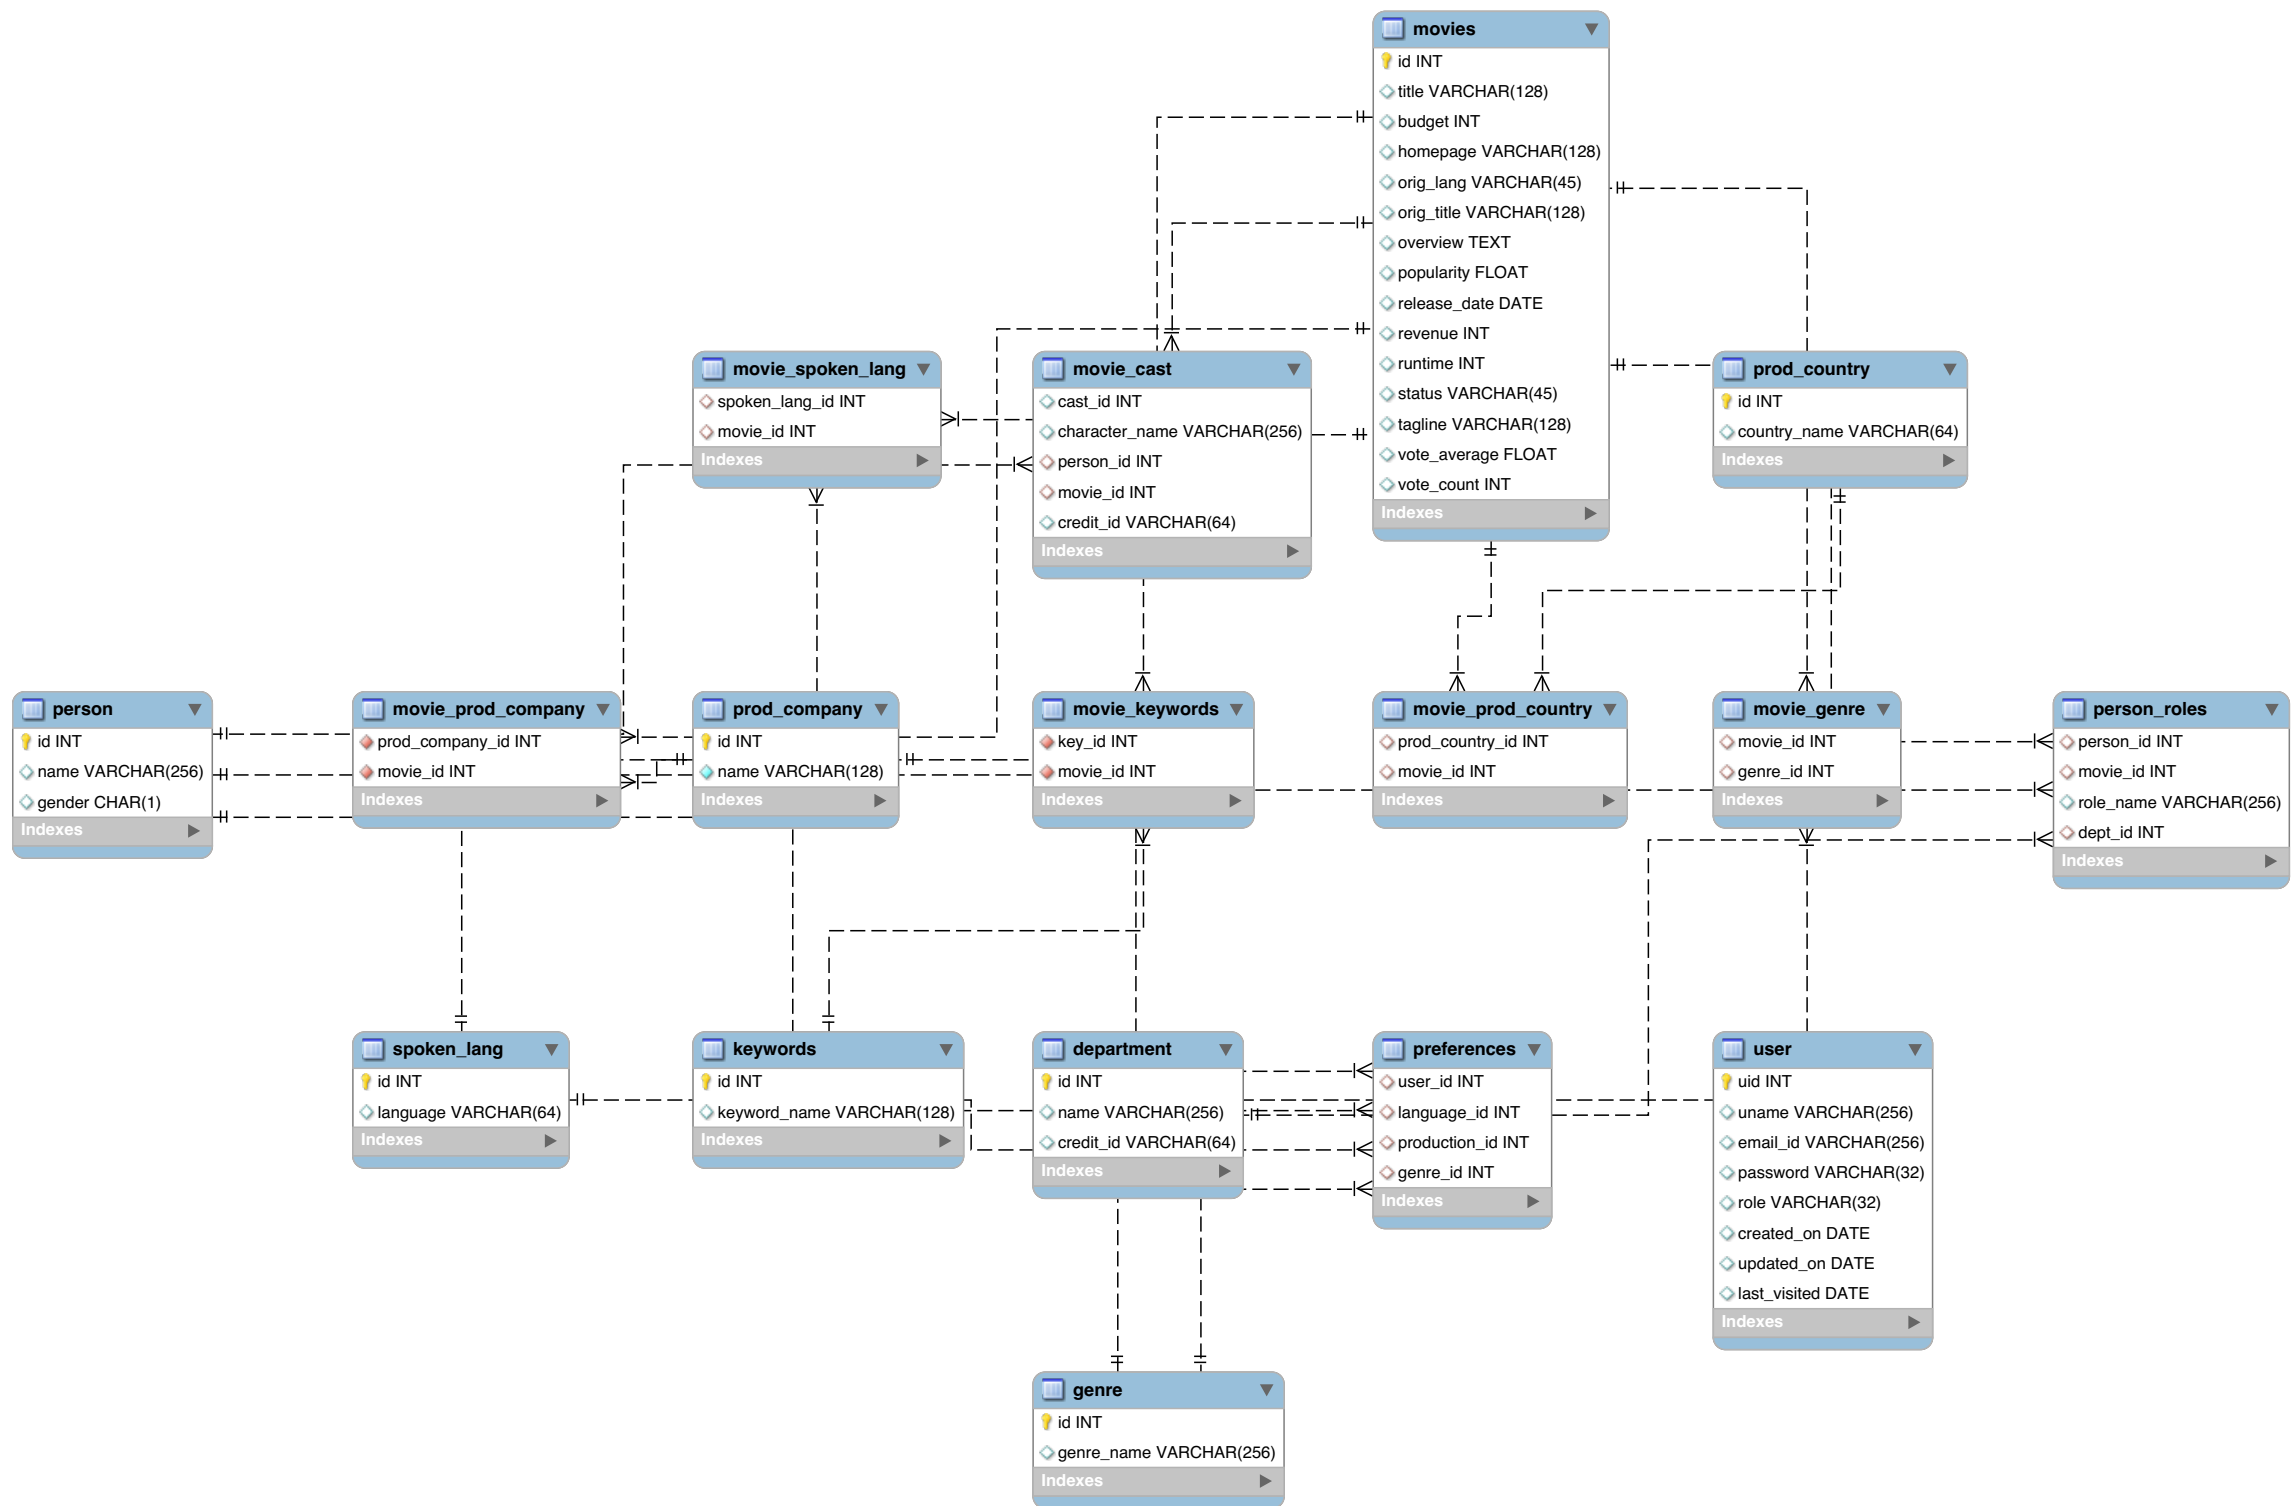 movies
id INT
title VARCHAR(128)
budget INT
homepage VARCHAR(128)
orig_lang VARCHAR(45)
orig_title VARCHAR(128)
overview TEXT
popularity FLOAT
release_date DATE
revenue INT
runtime INT
status VARCHAR(45)
tagline VARCHAR(128)
vote_average FLOAT
vote_count INT
Indexes
movie_spoken_lang
spoken_lang_id INT
movie_id INT
Indexes
movie_cast
cast_id INT
character_name VARCHAR(256)
person_id INT
movie_id INT
credit_id VARCHAR(64)
Indexes
prod_country
id INT
country_name VARCHAR(64)
Indexes
person
id INT
name VARCHAR(256)
gender CHAR(1)
Indexes
movie_prod_company
prod_company_id INT
movie_id INT
Indexes
prod_company
id INT
name VARCHAR(128)
Indexes
movie_keywords
key_id INT
movie_id INT
Indexes
movie_prod_country
prod_country_id INT
movie_id INT
Indexes
movie_genre
movie_id INT
genre_id INT
Indexes
person_roles
person_id INT
movie_id INT
role_name VARCHAR(256)
dept_id INT
Indexes
spoken_lang
id INT
language VARCHAR(64)
Indexes
keywords
id INT
keyword_name VARCHAR(128)
Indexes
department
id INT
name VARCHAR(256)
credit_id VARCHAR(64)
Indexes
preferences
user_id INT
language_id INT
production_id INT
genre_id INT
Indexes
user
uid INT
uname VARCHAR(256)
email_id VARCHAR(256)
password VARCHAR(32)
role VARCHAR(32)
created_on DATE
updated_on DATE
last_visited DATE
Indexes
genre
id INT
genre_name VARCHAR(256)
Indexes